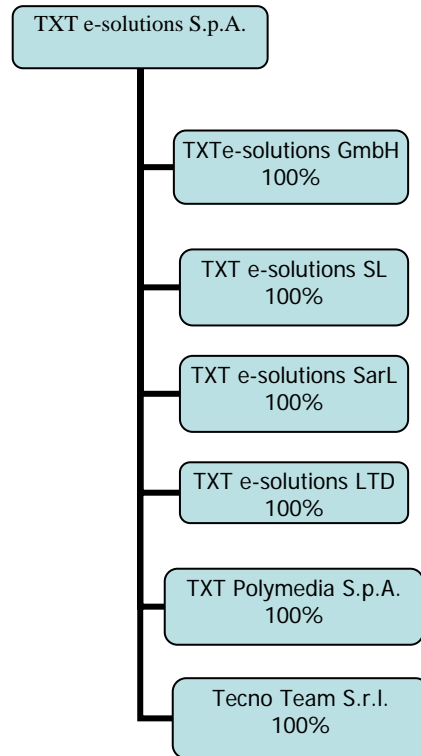 TXT e-solutions S.p.A.
TXTe-solutions GmbH
100%
TXT e-solutions SL
100%
TXT e-solutions SarL
100%
TXT e-solutions LTD
100%
TXT Polymedia S.p.A.
100%
Tecno Team S.r.l.
100%